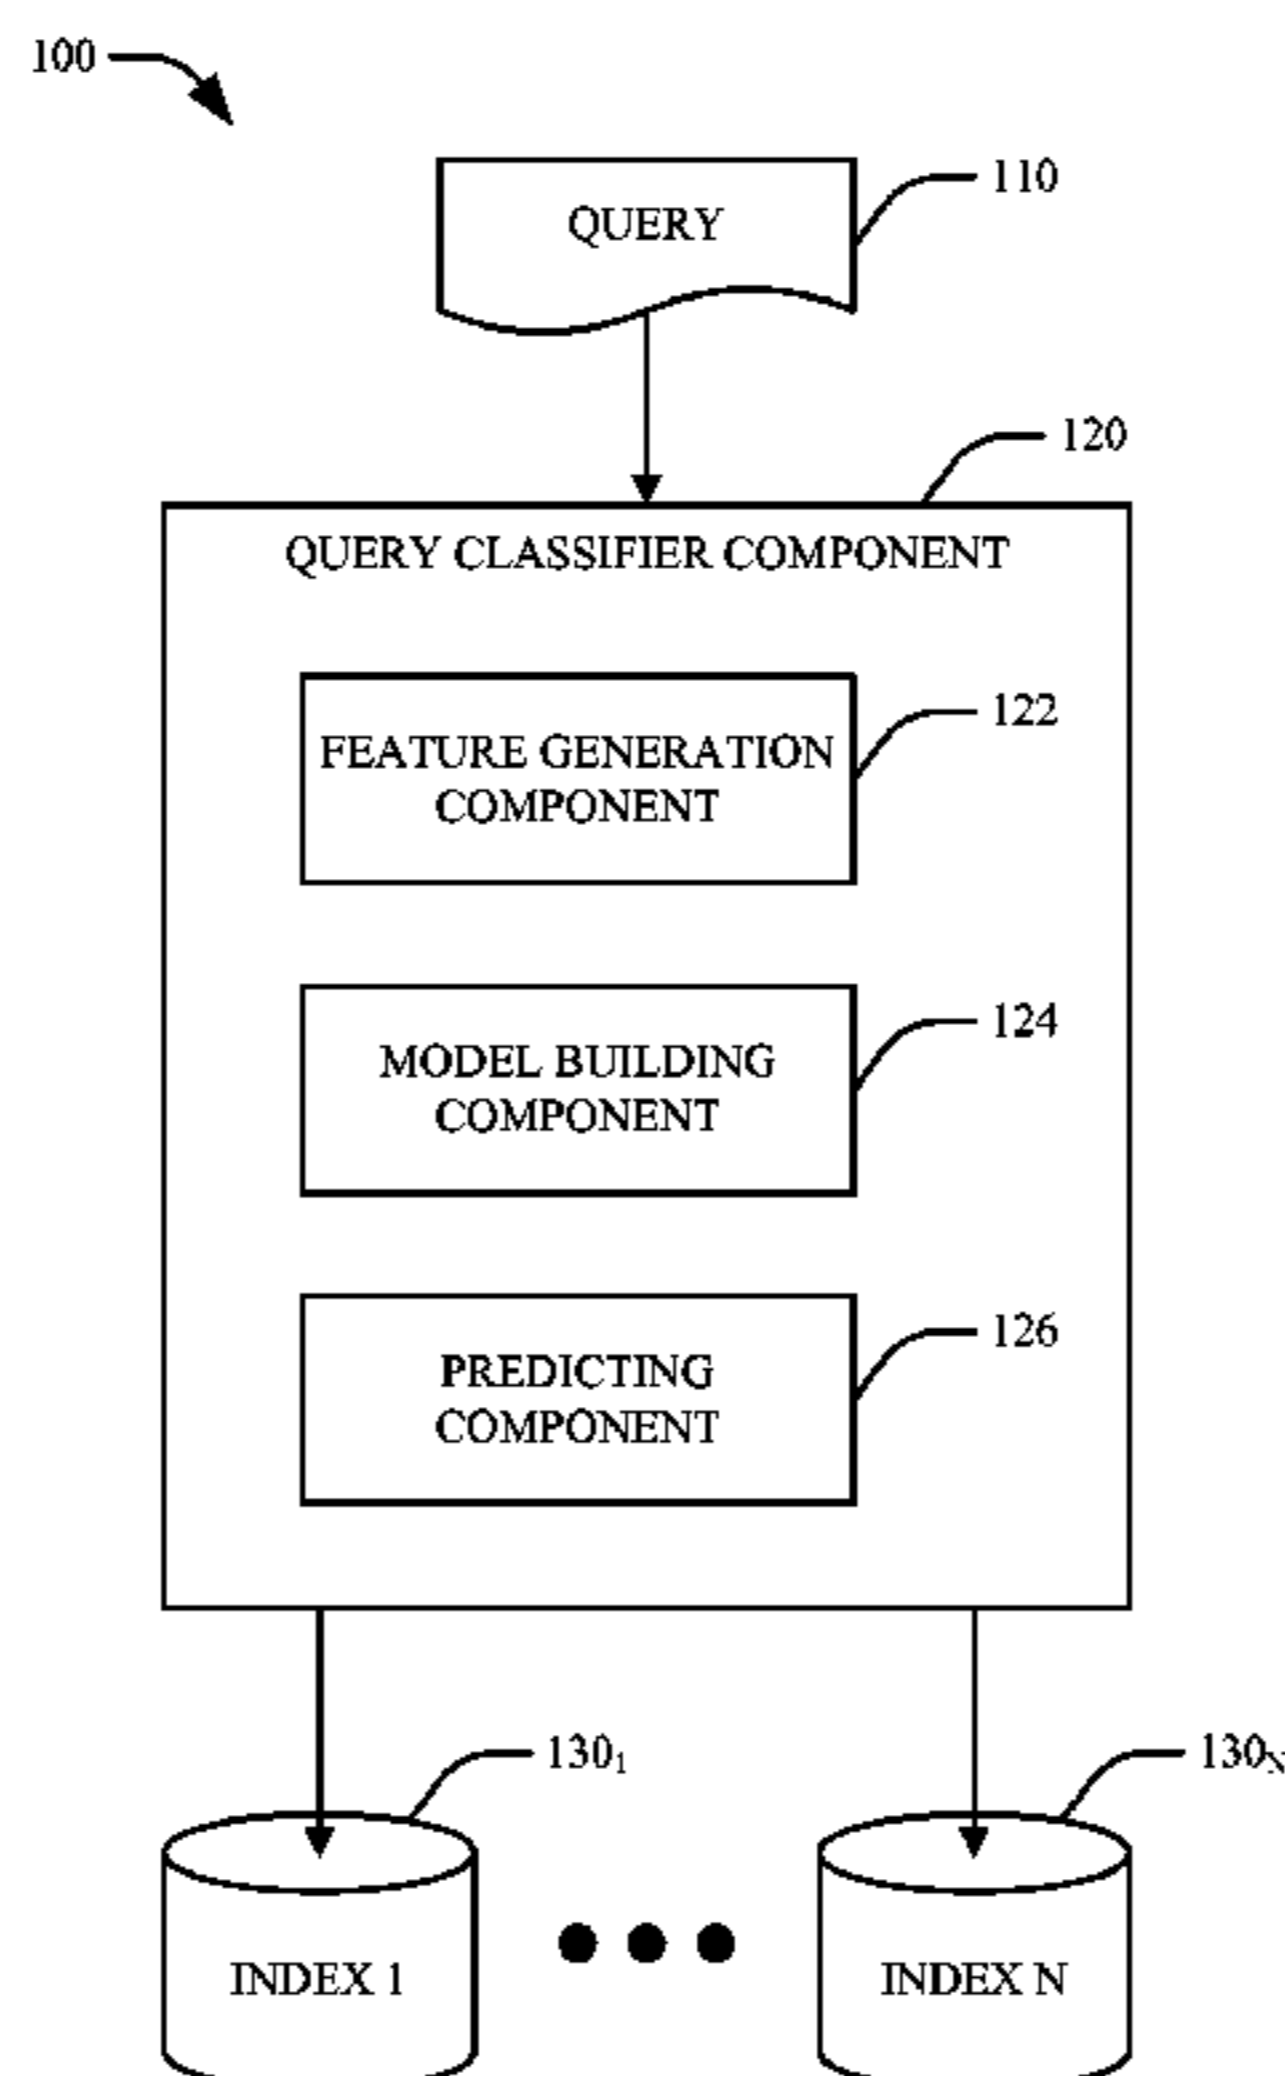 100
110
QUERY
120
QUERY CLASSIFIER COMPONENT
122
FEATURE GENERATION
COMPONENT
124
MODEL BUILDING
COMPONENT
126
PREDICTING
COMPONENT
130₁
130N
INDEX 1
INDEX N